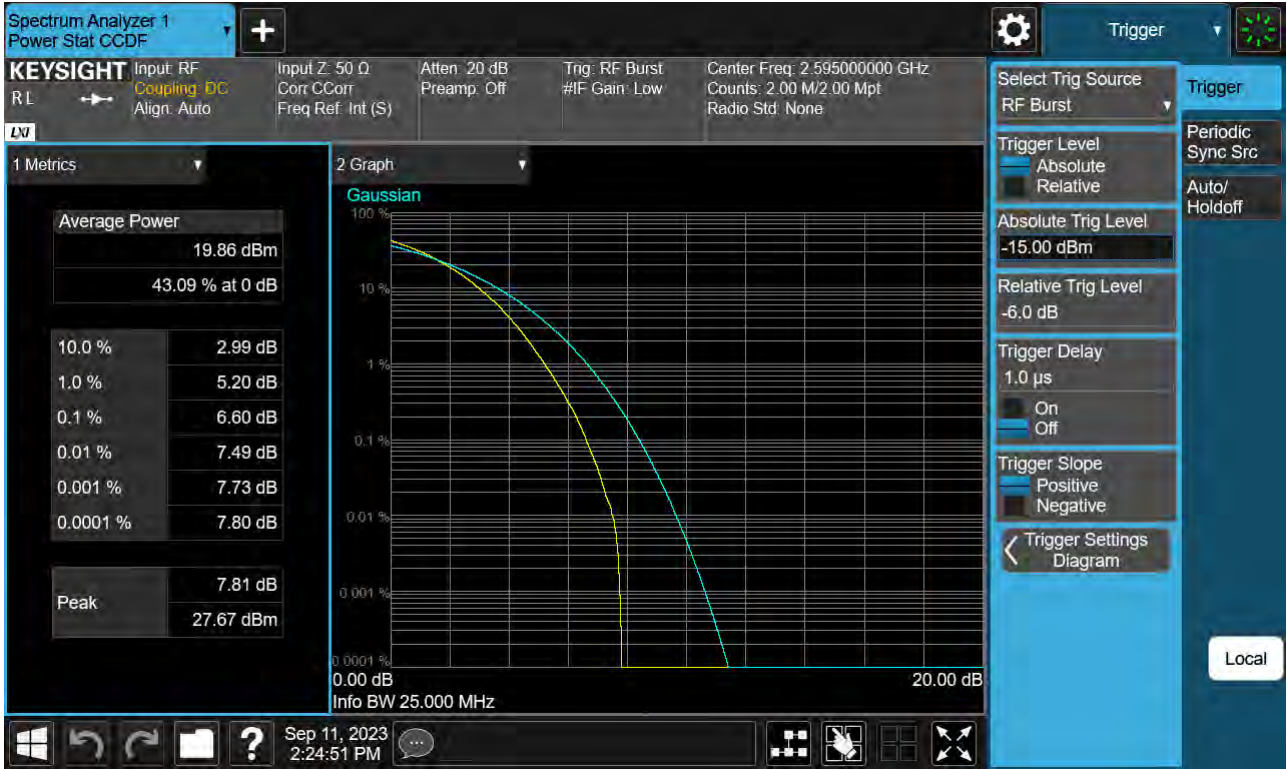 Spectrum Analyzer 1
Power Stat CCDF
+
Trigger
KEYSIGHT
R L
LXI
Input: RF
Coupling: DC
Align: Auto
Input Z: 50 Ω
Corr CCorr
Freq Ref: Int (S)
Atten: 20 dB
Preamp: Off
Trig: RF Burst
#IF Gain: Low
Center Freq: 2.595000000 GHz
Counts: 2.00 M/2.00 Mpt
Radio Std: None
1 Metrics
Average Power
19.86 dBm
43.09 % at 0 dB
10.0 % 2.99 dB
1.0 % 5.20 dB
0.1 % 6.60 dB
0.01 % 7.49 dB
0.001 % 7.73 dB
0.0001 % 7.80 dB
Peak
7.81 dB
27.67 dBm
2 Graph
Gaussian
100 %
10 %
1 %
0.1 %
0.01 %
0.001 %
0.0001 %
0.00 dB 20.00 dB
Info BW 25.000 MHz
Select Trig Source
RF Burst
Trigger Level
Absolute
Relative
Absolute Trig Level
-15.00 dBm
Relative Trig Level
-6.0 dB
Trigger Delay
1.0 µs
On
Off
Trigger Slope
Positive
Negative
Trigger Settings
Diagram
Trigger
Periodic
Sync Src
Auto/
Holdoff
Local
?
Sep 11, 2023
2:24:51 PM